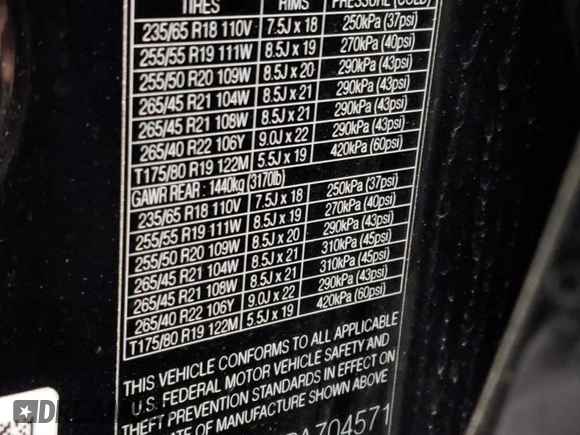 TIRES RIMS PRESSURE (COLD)
235/65 R18 110V 7.5J x 18 250kPa (37psi)
255/55 R19 111W 8.5J x 19 270kPa (40psi)
255/50 R20 109W 8.5J x 20 290kPa (43psi)
265/45 R21 104W 8.5J x 21 290kPa (43psi)
265/45 R21 108W 8.5J x 21 290kPa (43psi)
265/40 R22 106Y 9.0J x 22 290kPa (43psi)
T175/80 R19 122M 5.5J x 19 420kPa (60psi)
GAWR REAR : 1440kg (3170lb)
235/65 R18 110V 7.5J x 18 250kPa (37psi)
255/55 R19 111W 8.5J x 19 270kPa (40psi)
255/50 R20 109W 8.5J x 20 290kPa (43psi)
265/45 R21 104W 8.5J x 21 310kPa (45psi)
265/45 R21 108W 8.5J x 21 310kPa (45psi)
265/40 R22 106Y 9.0J x 22 290kPa (43psi)
T175/80 R19 122M 5.5J x 19 420kPa (60psi)
THIS VEHICLE CONFORMS TO ALL APPLICABLE
U.S. FEDERAL MOTOR VEHICLE SAFETY AND
THEFT PREVENTION STANDARDS IN EFFECT ON
DATE OF MANUFACTURE SHOWN ABOVE
A704571